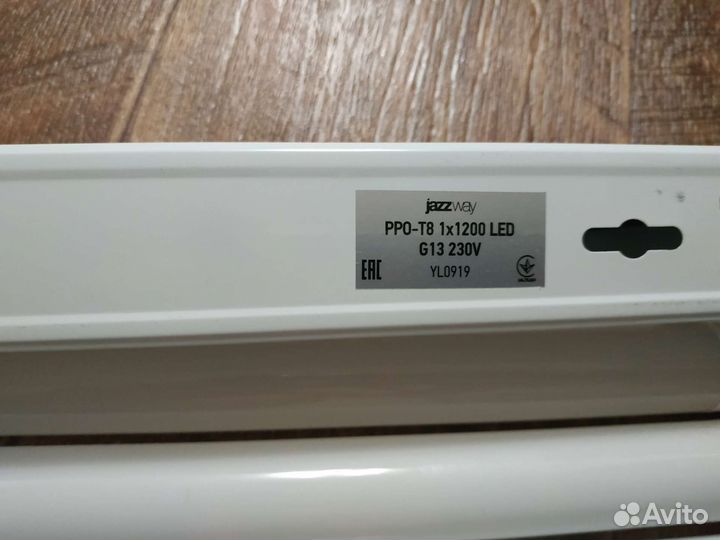 jazzway
PPO-T8 1x1200 LED
G13 230V
EAC
YL0919
Avito